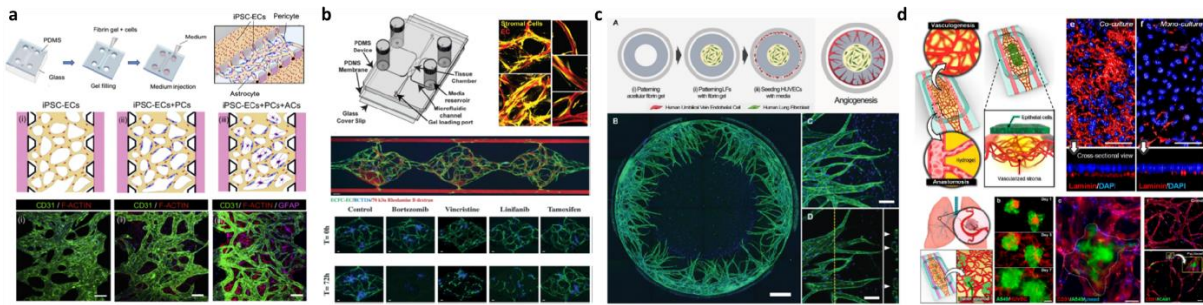 a
PDMS
Glass
Fibrin gel + cells
Gel filling
Medium
Medium injection
iPSC-ECs
Pericyte
Astrocyte
iPSC-ECs
iPSC-ECs+PCs
iPSC-ECs+PCs+ACs
(i)
(ii)
(iii)
CD31 / F-ACTIN
CD31 / F-ACTIN
CD31/ F-ACTIN / GFAP
(i)
b
PDMS
Device
PDMS
Membrane
Glass
Cover Slip
Tissue
Chamber
Media
reservoir
Microfluidic
channel
Gel loading port
Stromal Cells
EC
Control
Bortezomib
Vincristine
Linifanib
Tamoxifen
T= 0h
T= 72h
c
A
(i) Patterning
acellular fibrin gel
(ii) Patterning LFs
with fibrin gel
(iii) Seeding HUVECs
with media
Human Umbilical Vein Endothelial Cell
Human Lung Fibroblast
Angiogenesis
B
C
D
d
Vasculogenesis
Anastomosis
Hydrogel
Epithelial cells
Vascularized
stroma
e
Co-culture
f
Mono-culture
Cross-sectional view
Laminin/DAPI
Laminin/DAPI
b
c